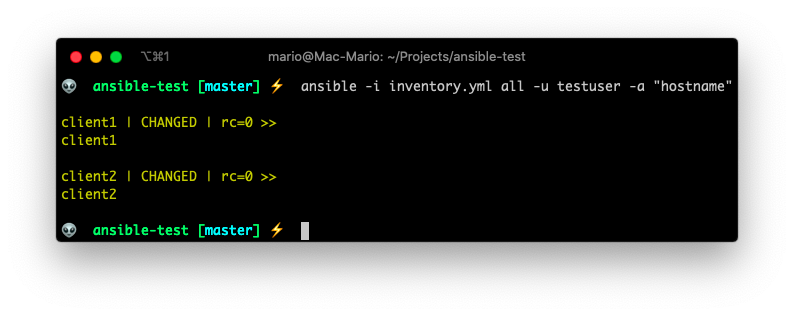 ⌥⌘1 mario@Mac-Mario: ~/Projects/ansible-test
👽 ansible-test [master] ⚡ ansible -i inventory.yml all -u testuser -a "hostname"
client1 | CHANGED | rc=0 >>
client1
client2 | CHANGED | rc=0 >>
client2
👽 ansible-test [master] ⚡